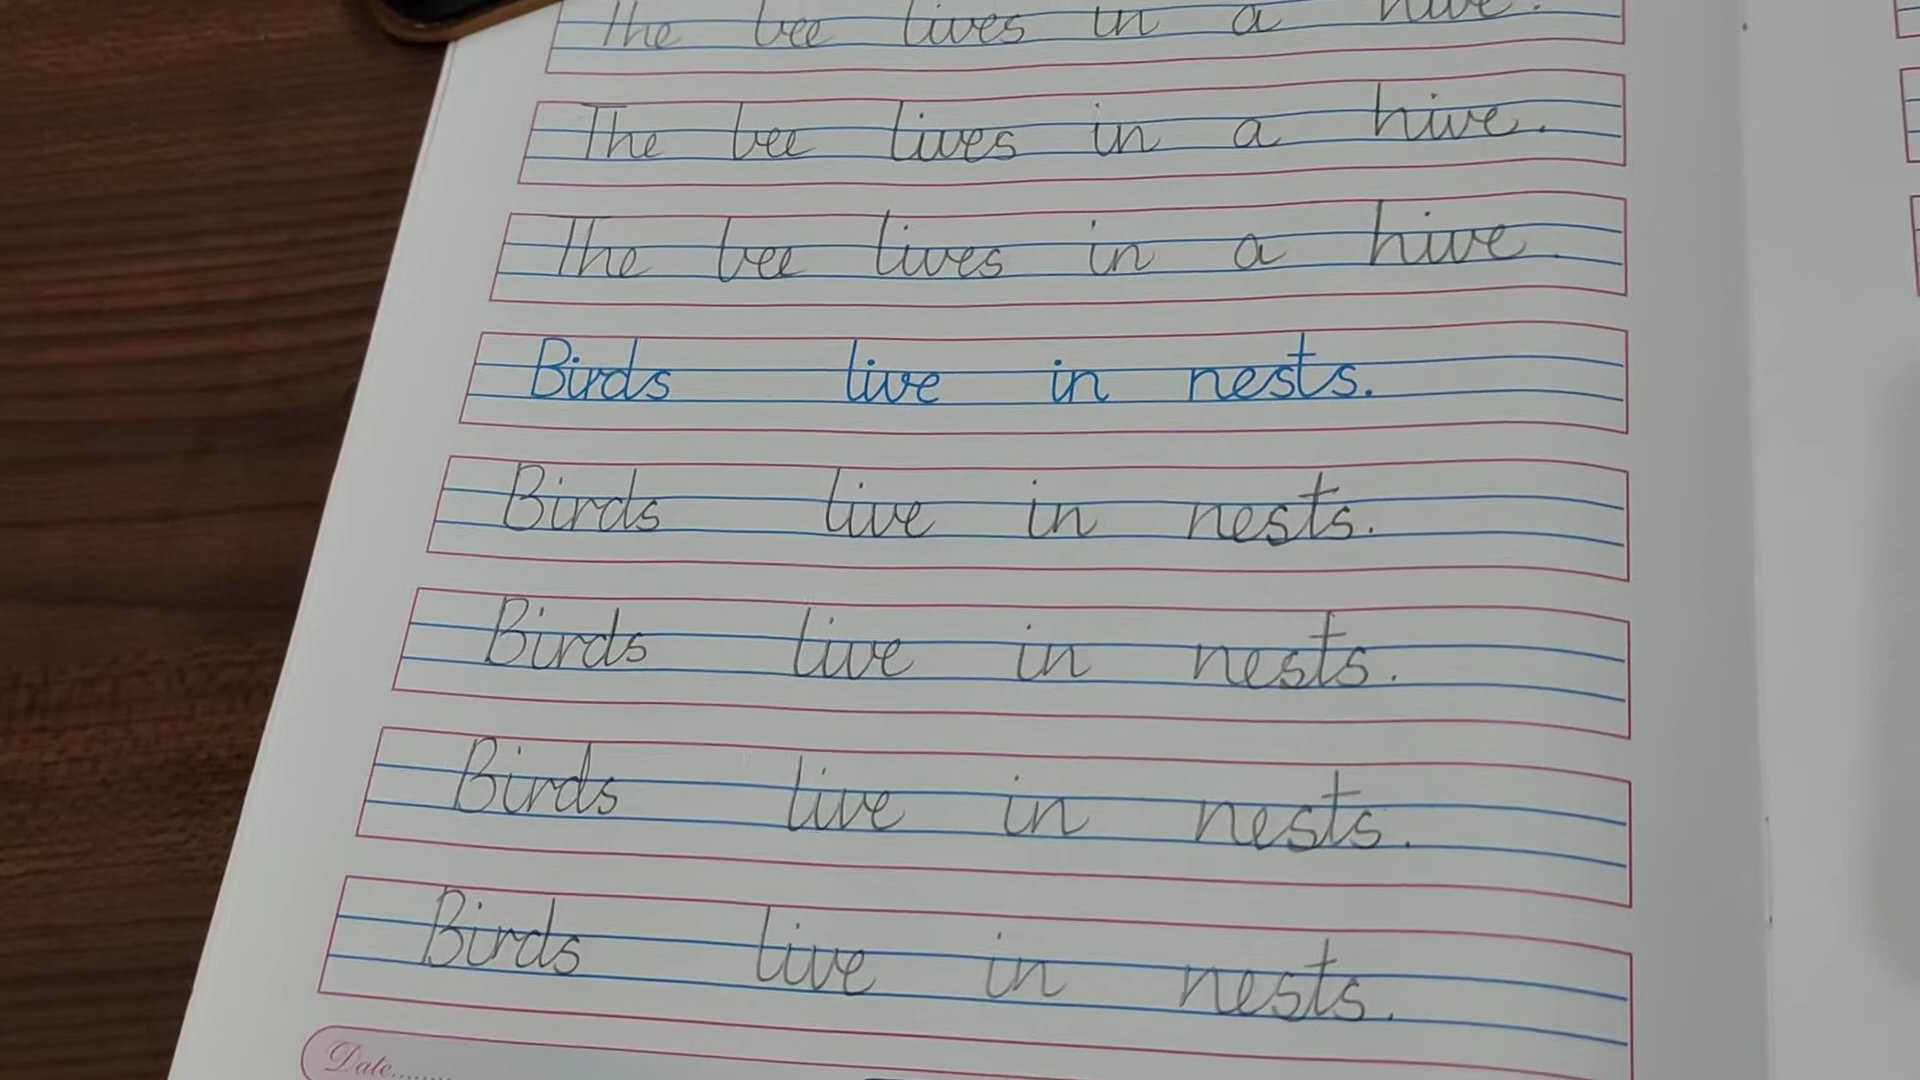 The bee lives in a hive.
The bee lives in a hive.
The bee lives in a hive.
Birds live in nests.
Birds live in nests.
Birds live in nests.
Birds live in nests.
Birds live in nests.
Date........